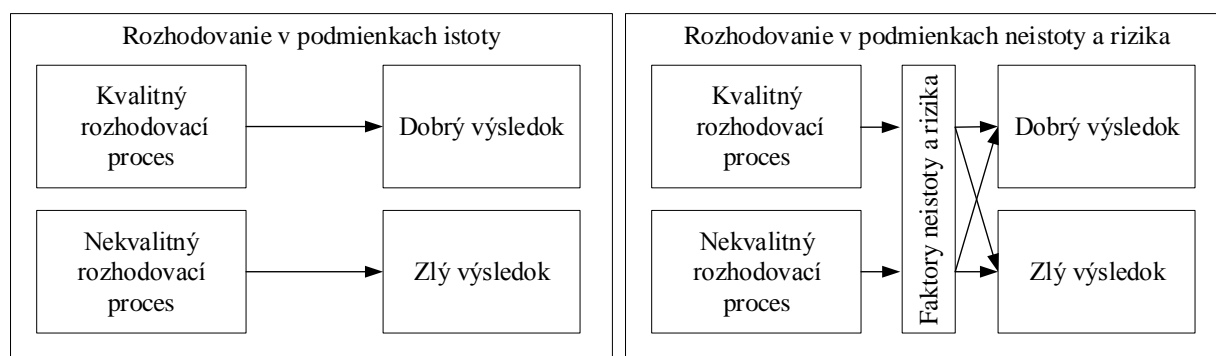 Rozhodovanie v podmienkach istoty
Kvalitný
rozhodovací
proces
Dobrý výsledok
Nekvalitný
rozhodovací
proces
Zlý výsledok
Rozhodovanie v podmienkach neistoty a rizika
Kvalitný
rozhodovací
proces
Faktory neistoty a rizika
Dobrý výsledok
Nekvalitný
rozhodovací
proces
Zlý výsledok